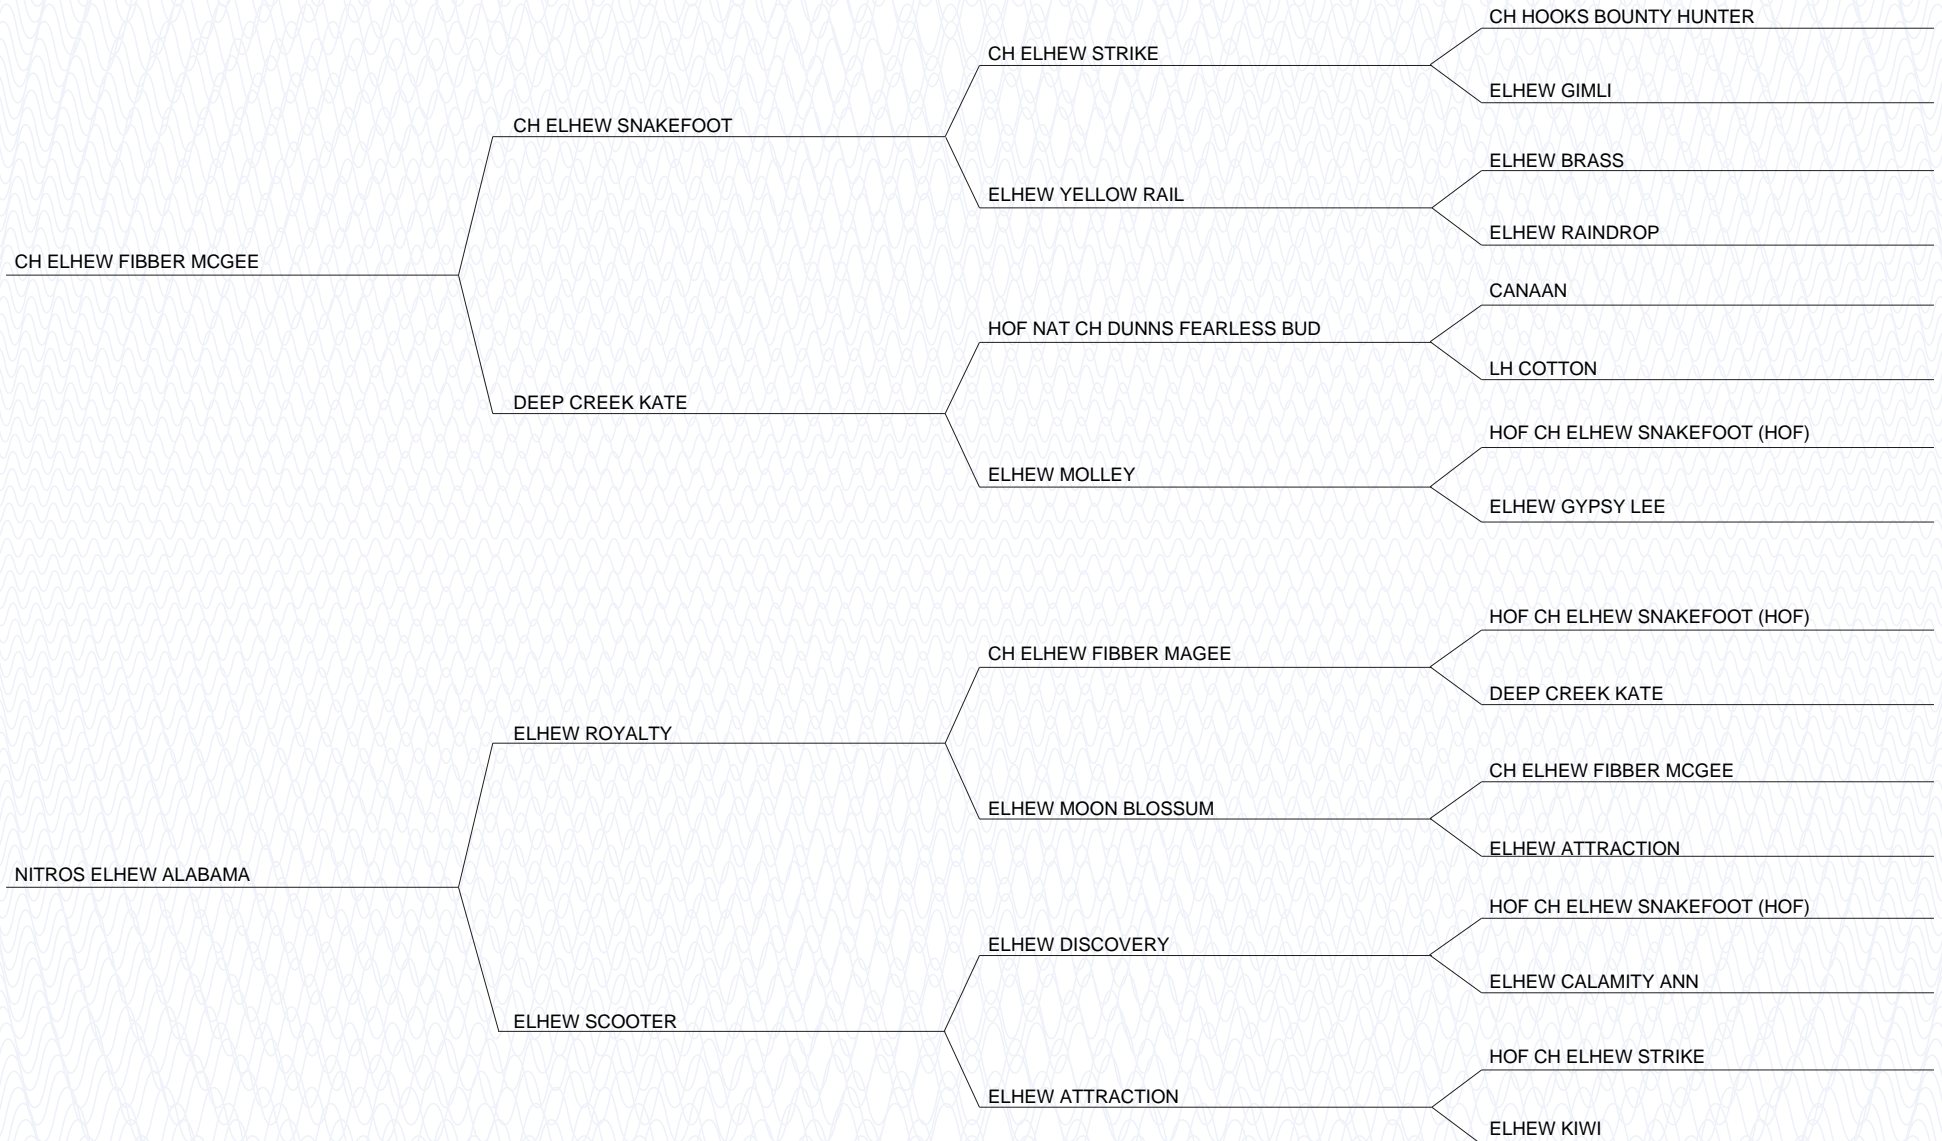 CH HOOKS BOUNTY HUNTER
CH ELHEW STRIKE
ELHEW GIMLI
CH ELHEW SNAKEFOOT
ELHEW BRASS
ELHEW YELLOW RAIL
ELHEW RAINDROP
CH ELHEW FIBBER MCGEE
CANAAN
HOF NAT CH DUNNS FEARLESS BUD
LH COTTON
DEEP CREEK KATE
HOF CH ELHEW SNAKEFOOT (HOF)
ELHEW MOLLEY
ELHEW GYPSY LEE
HOF CH ELHEW SNAKEFOOT (HOF)
CH ELHEW FIBBER MAGEE
DEEP CREEK KATE
ELHEW ROYALTY
CH ELHEW FIBBER MCGEE
ELHEW MOON BLOSSUM
ELHEW ATTRACTION
NITROS ELHEW ALABAMA
HOF CH ELHEW SNAKEFOOT (HOF)
ELHEW DISCOVERY
ELHEW CALAMITY ANN
ELHEW SCOOTER
HOF CH ELHEW STRIKE
ELHEW ATTRACTION
ELHEW KIWI